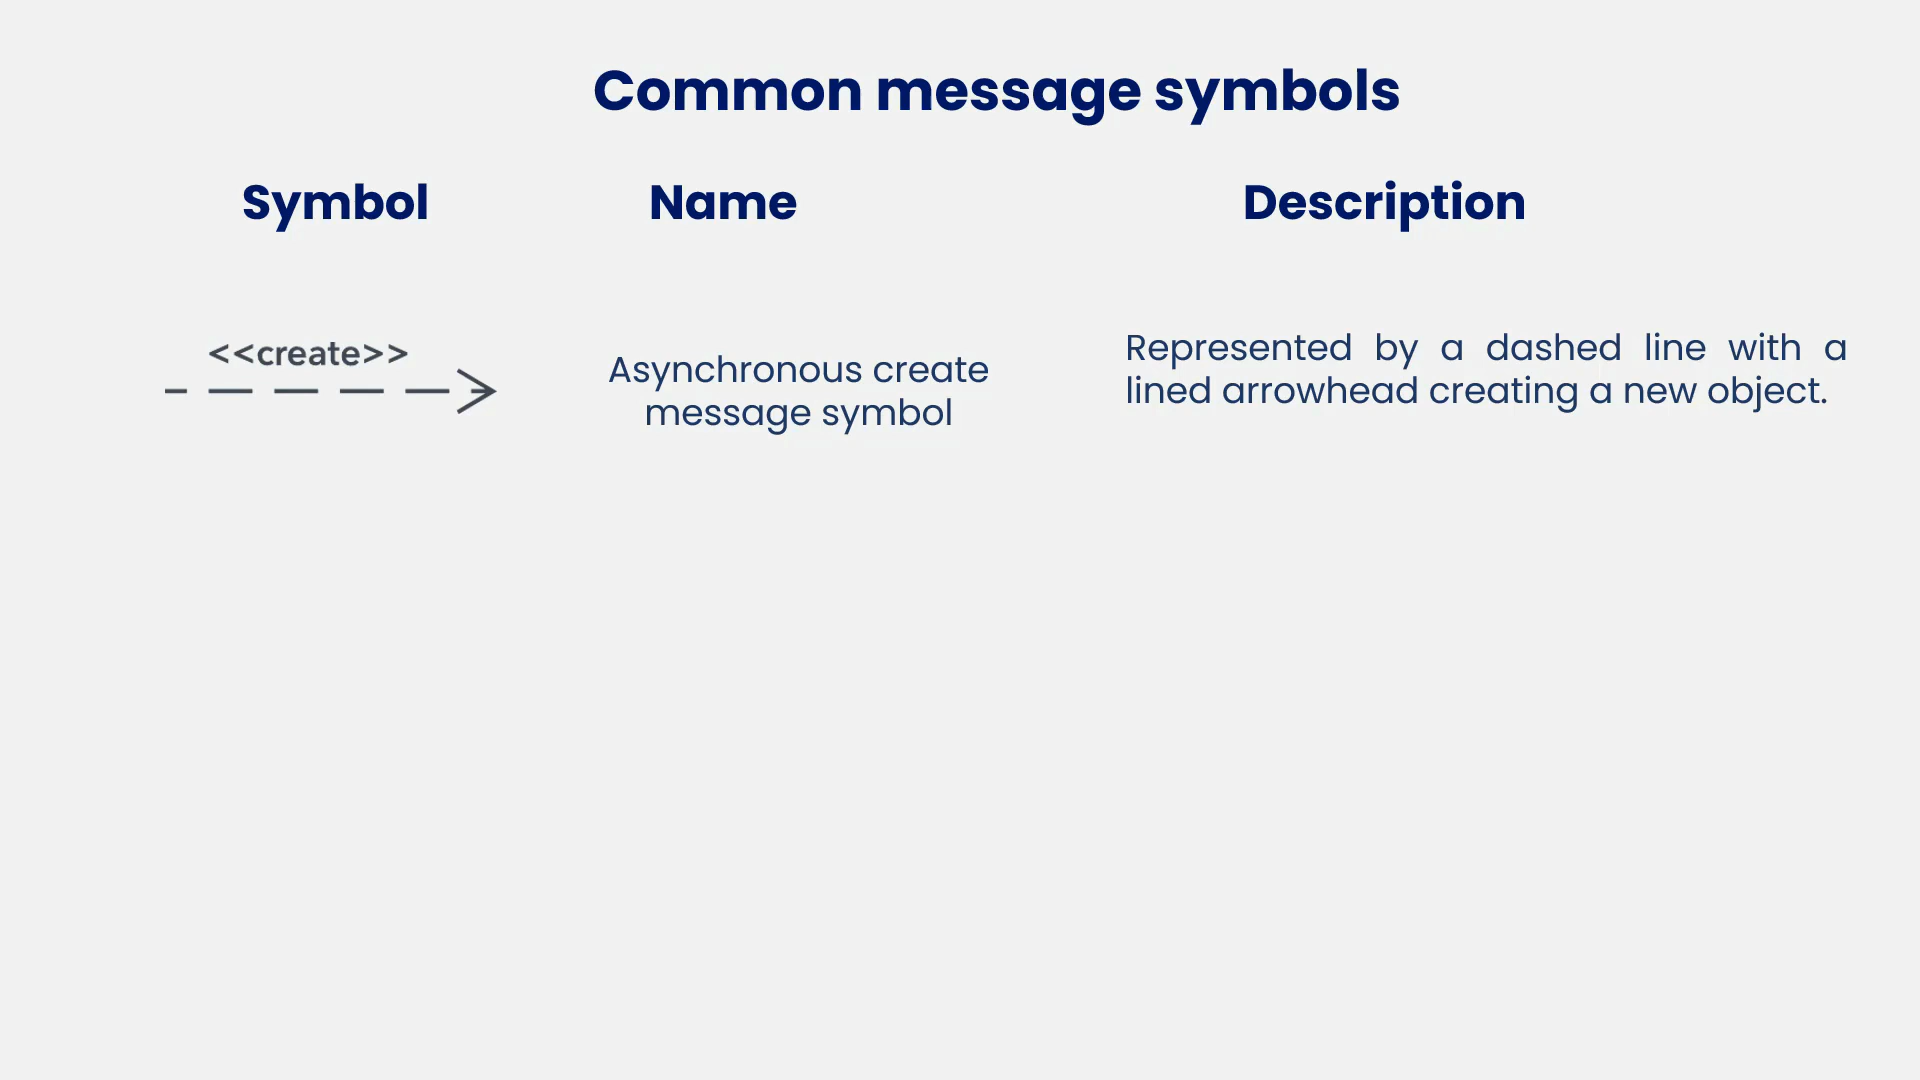 Common message symbols
Symbol Name Description
<<create>>
Asynchronous create
message symbol
Represented by a dashed line with a
lined arrowhead creating a new object.